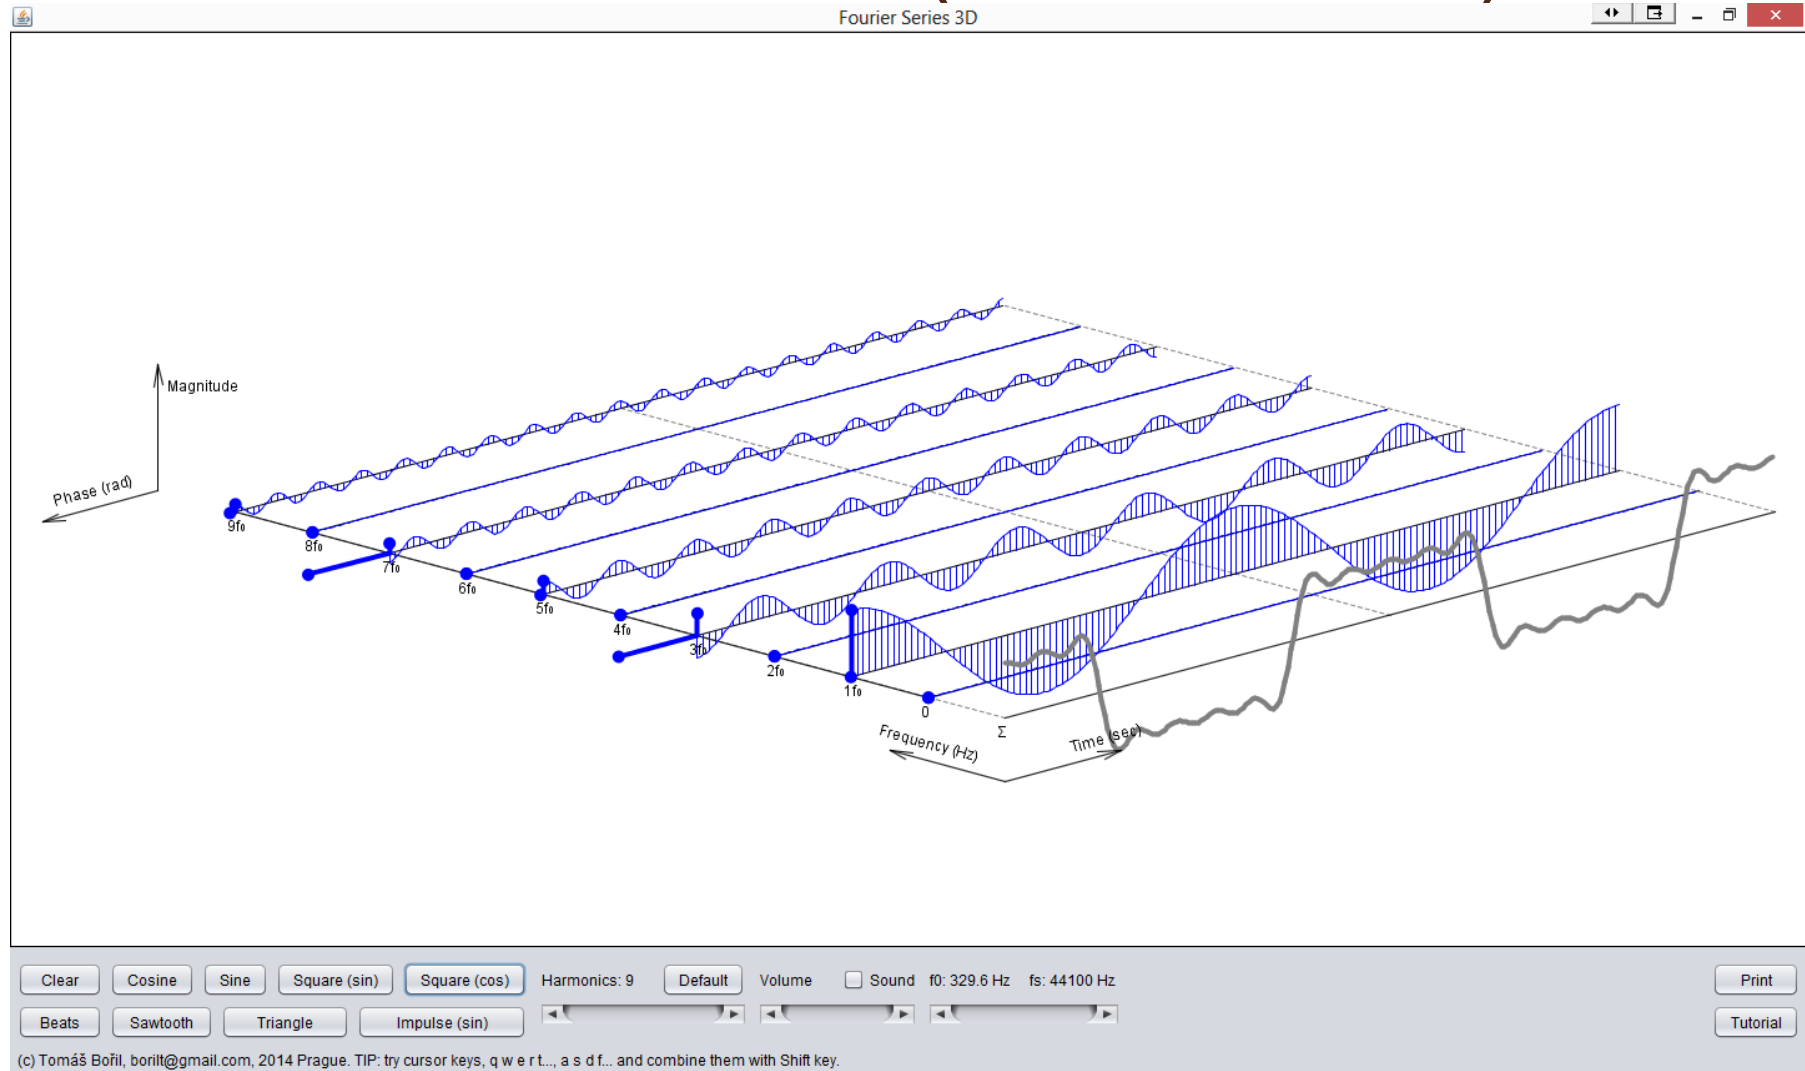 Fourier Series 3D
Magnitude
Phase (rad)
9f₀
8f₀
7f₀
6f₀
5f₀
4f₀
3f₀
2f₀
1f₀
0
Σ
Frequency (Hz)
Time (sec)
Clear Cosine Sine Square (sin) Square (cos) Harmonics: 9 Default Volume Sound f0: 329.6 Hz fs: 44100 Hz Print
Beats Sawtooth Triangle Impulse (sin) Tutorial
(c) Tomáš Bořil, borilt@gmail.com, 2014 Prague. TIP: try cursor keys, q w e r t..., a s d f... and combine them with Shift key.